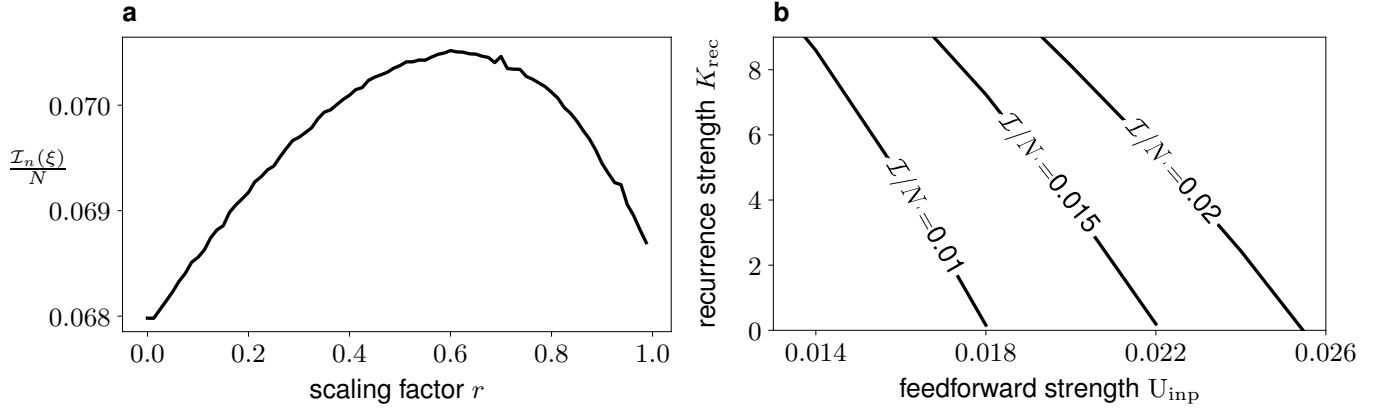 a
0.070
0.069
0.068
𝓘ₙ(ξ)
N
0.0 0.2 0.4 0.6 0.8 1.0
scaling factor r
b
recurrence strength K_rec
8
6
4
2
0
𝓘/N=0.01
𝓘/N=0.015
𝓘/N=0.02
0.014 0.018 0.022 0.026
feedforward strength U_inp